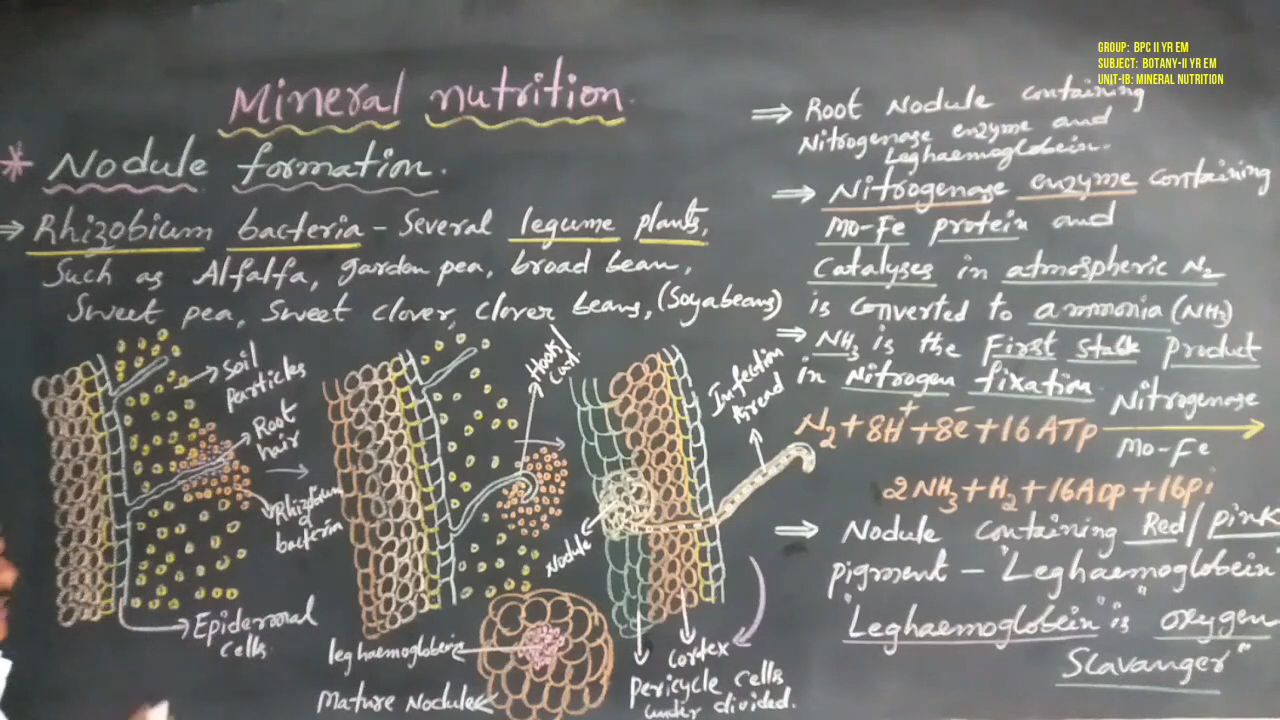 GROUP: BPC II YR EM
SUBJECT: BOTANY-II YR EM
UNIT-IB: MINERAL NUTRITION
Mineral nutrition.
* Nodule formation.
⇒ Rhizobium bacteria - Several legume plants,
Such as Alfalfa, garden pea, broad bean,
Sweet pea, Sweet clover, clover beans, (Soyabeans)
Soil
particles
Root
hair
Rhizobium
bacteria
Epidermal
cells.
Hook/
Curl
Infection
thread
Nodule
leghaemoglobein
Mature Nodules
Cortex
pericycle cells
under divided.
⇒ Root Nodule containing
Nitrogenase enzyme and
Leghaemoglobein.
⇒ Nitrogenase enzyme containing
Mo-Fe protein and
Catalyses in atmospheric N2
is converted to ammonia (NH3)
⇒ NH3 is the First Product
in Nitrogen fixation.
N2 + 8H+ + 8e- + 16 ATP
Nitrogenase
Mo-Fe
2NH3 + H2 + 16ADP + 16Pi
⇒ Nodule containing Red/pink
pigment - "Leghaemoglobein"
"Leghaemoglobein" is "oxygen
Scavanger"